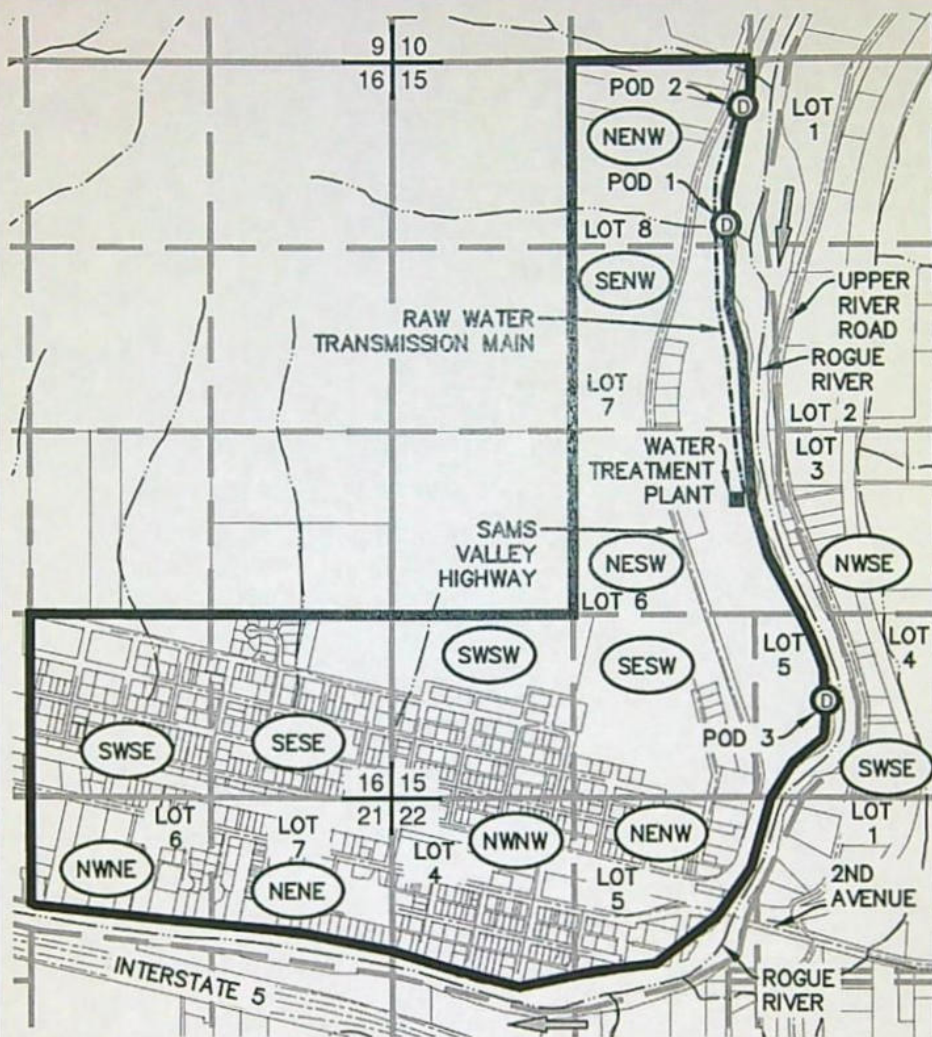 9 10
16 15
POD 2
LOT
1
NENW
POD 1
LOT 8
SENW
UPPER
RIVER
ROAD
RAW WATER
TRANSMISSION MAIN
ROGUE
RIVER
LOT
7
LOT 2
LOT
3
WATER
TREATMENT
PLANT
SAMS
VALLEY
HIGHWAY
NESW
NWSE
LOT 6
SWSW
SESW
LOT
5
LOT
4
D
D
D
POD 3
SWSE
SESE
SWSE
16 15
21 22
LOT
6
LOT
7
LOT
4
NWNW
NENW
LOT
1
NWNE
NENE
LOT
5
2ND
AVENUE
INTERSTATE 5
ROGUE
RIVER